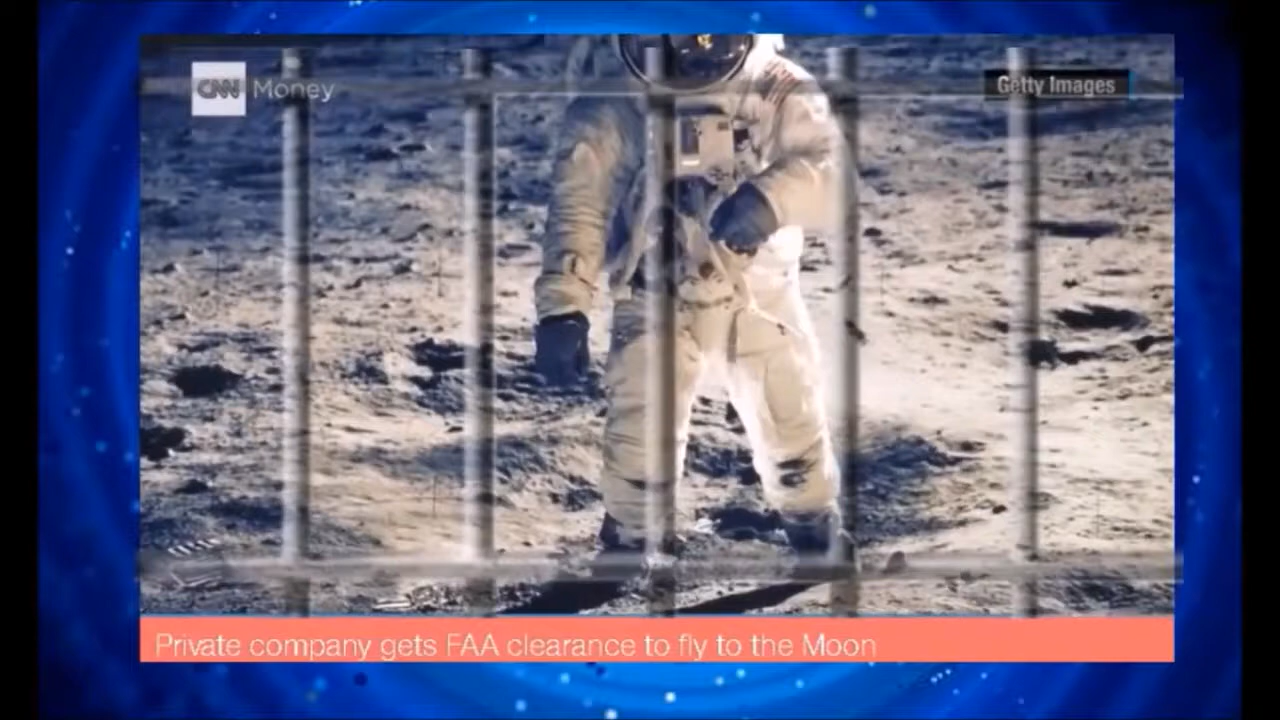 CNN Money
Getty Images
Private company gets FAA clearance to fly to the Moon